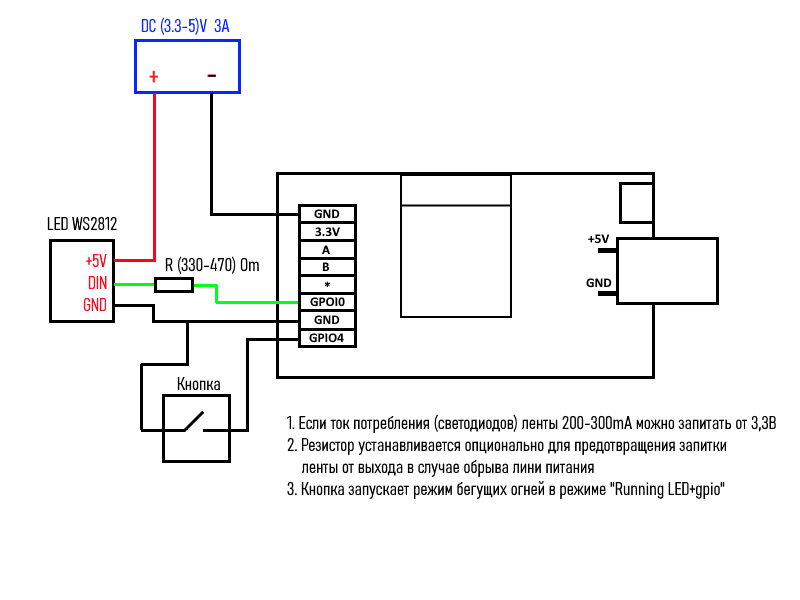 DC (3.3-5)V 3A
+ -
LED WS2812
+5V
DIN
GND
R (330-470) Om
GND
3.3V
A
B
*
GPOI0
GND
GPIO4
+5V
GND
Кнопка
1. Если ток потребления (светодиодов) ленты 200-300mA можно запитать от 3,3В
2. Резистор устанавливается опционально для предотвращения запитки
ленты от выхода в случае обрыва лини питания
3. Кнопка запускает режим бегущих огней в режиме "Running LED+gpio"